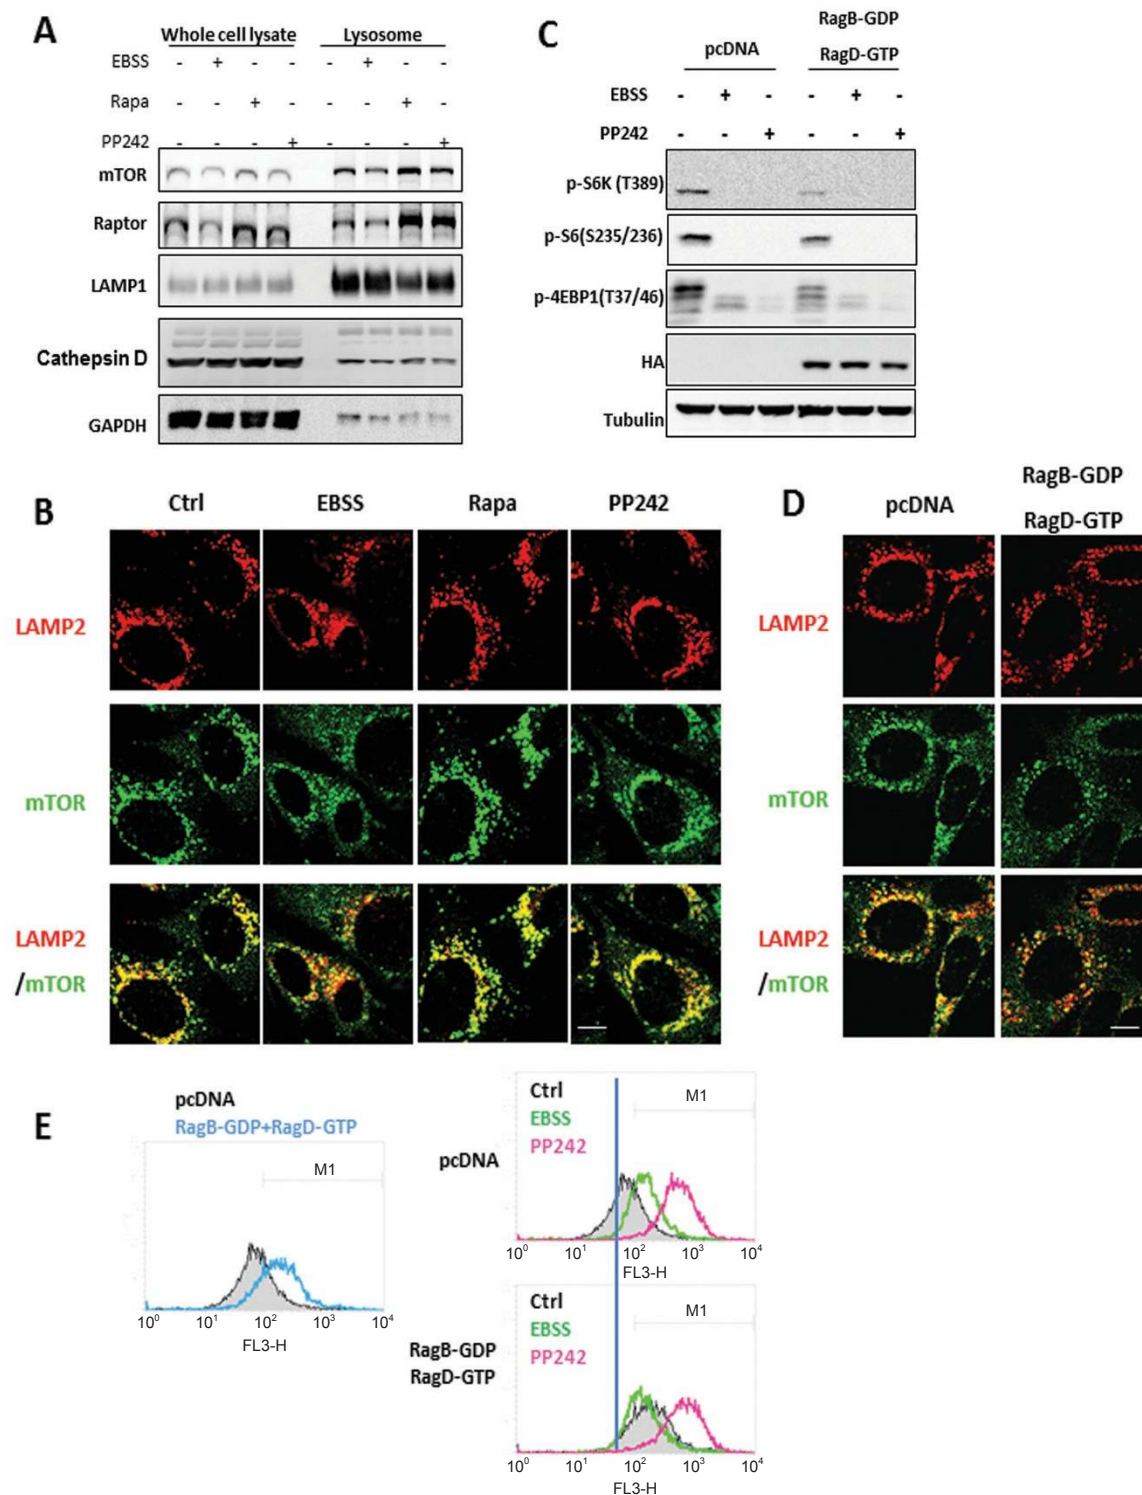 A
Whole cell lysate Lysosome
EBSS - + - - - + - -
Rapa - - + - - - + -
PP242 - - - + - - - +
mTOR
Raptor
LAMP1
Cathepsin D
GAPDH
C
pcDNA
RagB-GDP
RagD-GTP
EBSS - + - - + -
PP242 - - + - - +
p-S6K (T389)
p-S6(S235/236)
p-4EBP1(T37/46)
HA
Tubulin
B
Ctrl EBSS Rapa PP242
LAMP2
mTOR
LAMP2
/mTOR
D
pcDNA
RagB-GDP
RagD-GTP
LAMP2
mTOR
LAMP2
/mTOR
E
pcDNA
RagB-GDP+RagD-GTP
M1
10⁰ 10¹ 10² 10³ 10⁴
FL3-H
pcDNA
Ctrl
EBSS
PP242
M1
10⁰ 10¹ 10² 10³ 10⁴
FL3-H
RagB-GDP
RagD-GTP
Ctrl
EBSS
PP242
M1
10⁰ 10¹ 10² 10³ 10⁴
FL3-H